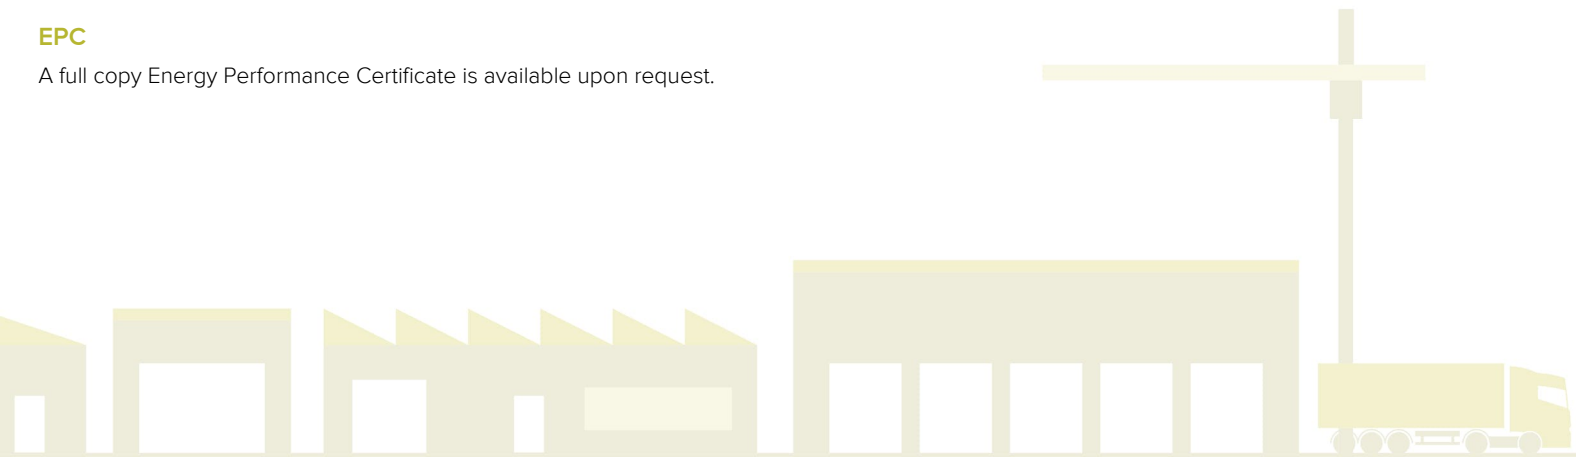 EPC
A full copy Energy Performance Certificate is available upon request.